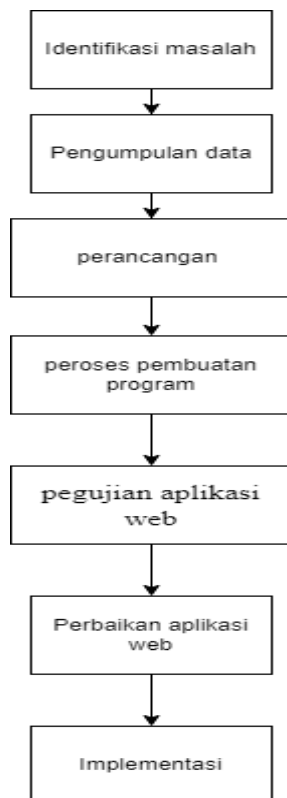 Identifikasi masalah
Pengumpulan data
perancangan
peroses pembuatan
program
pegujian aplikasi
web
Perbaikan aplikasi
web
Implementasi